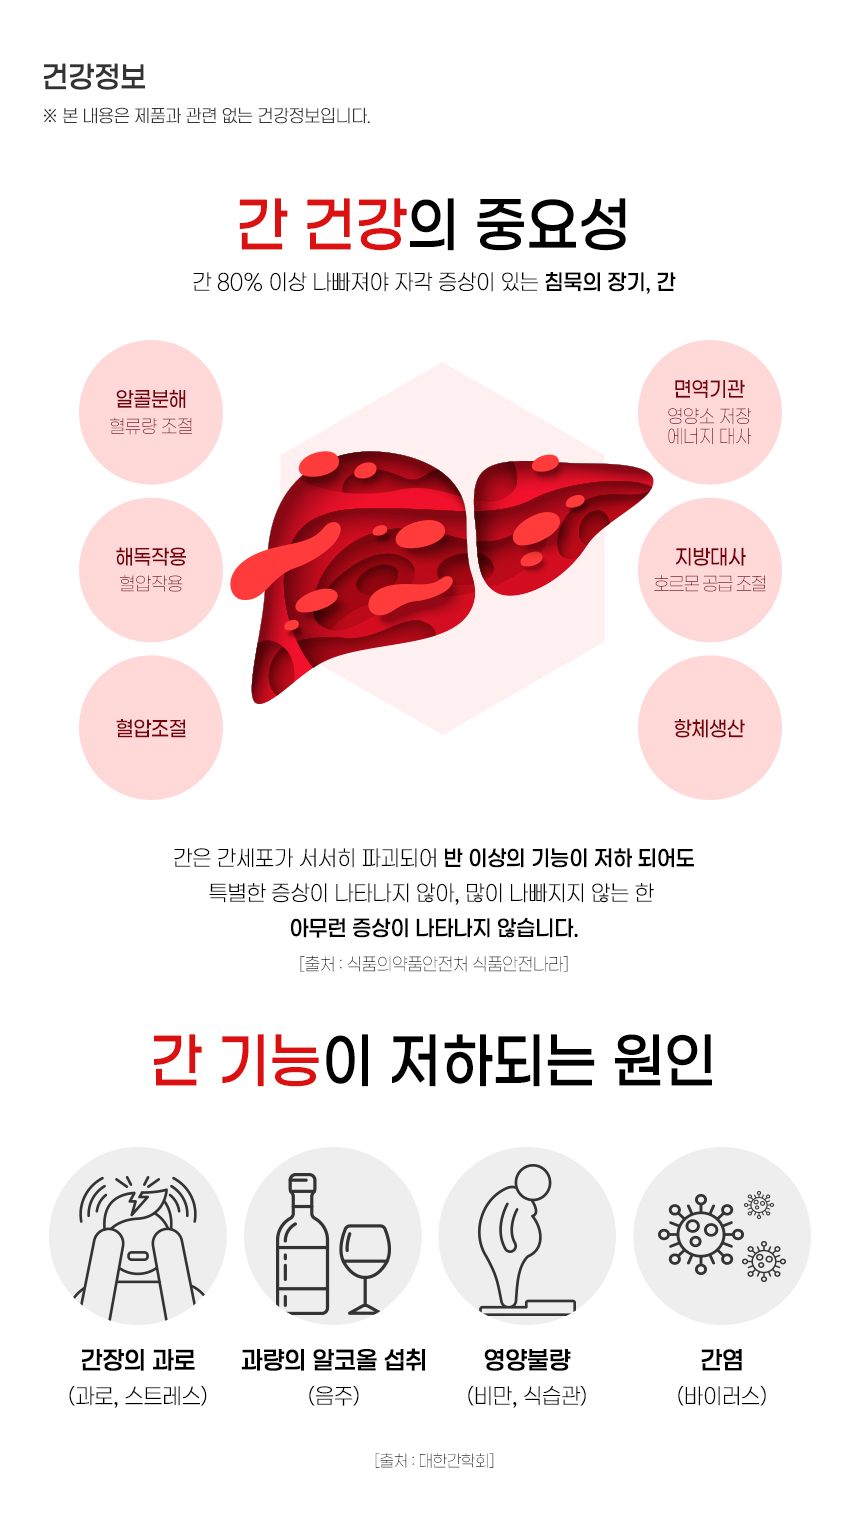 건강정보
※ 본 내용은 제품과 관련 없는 건강정보입니다.
간 건강의 중요성
간 80% 이상 나빠져야 자각 증상이 있는 침묵의 장기, 간
알콜분해
혈류량 조절
면역기관
영양소 저장
에너지 대사
해독작용
혈압작용
지방대사
호르몬 공급 조절
혈압조절
항체생산
간은 간세포가 서서히 파괴되어 반 이상의 기능이 저하 되어도
특별한 증상이 나타나지 않아, 많이 나빠지지 않는 한
아무런 증상이 나타나지 않습니다.
[출처 : 식품의약품안전처 식품안전나라]
간 기능이 저하되는 원인
간장의 과로
(과로, 스트레스)
과량의 알코올 섭취
(음주)
영양불량
(비만, 식습관)
간염
(바이러스)
[출처 : 대한간학회]